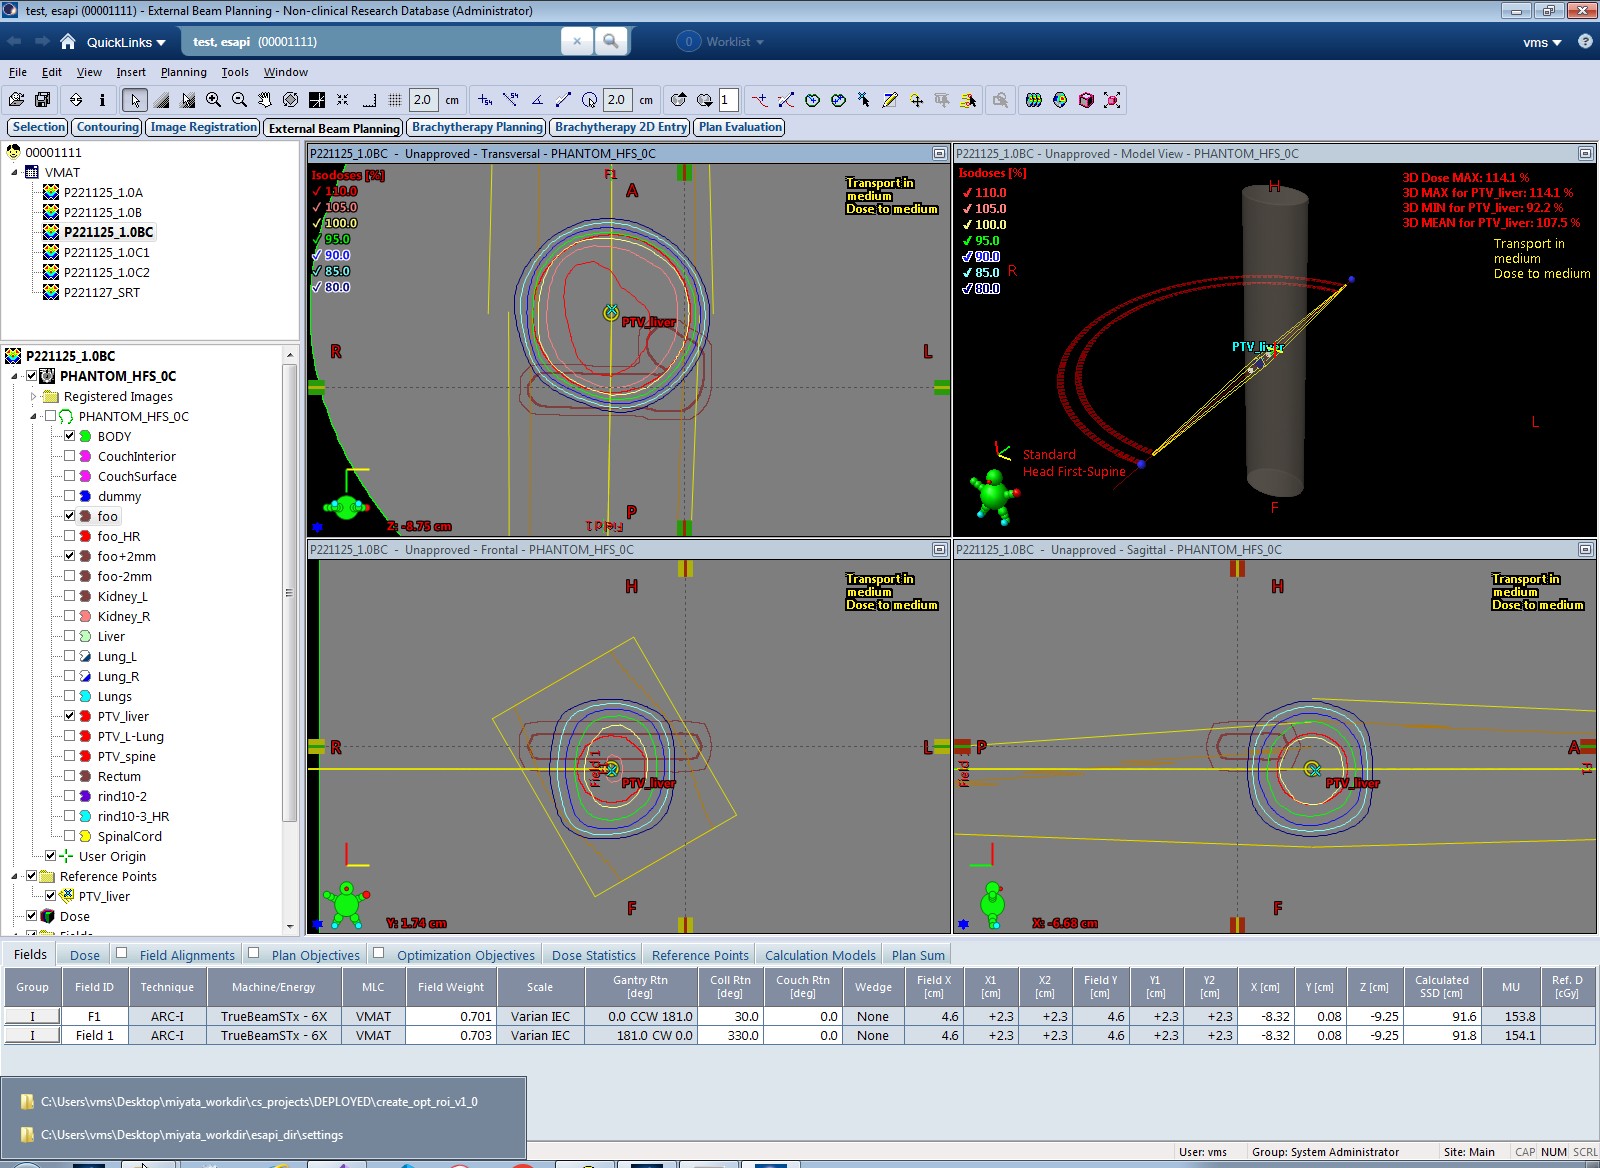 test, esapi (00001111) - External Beam Planning - Non-clinical Research Database (Administrator)
QuickLinks test, esapi (00001111) × 0 Worklist vms ?
File Edit View Insert Planning Tools Window
2.0 cm 2.0 cm 1
Selection Contouring Image Registration External Beam Planning Brachytherapy Planning Brachytherapy 2D Entry Plan Evaluation
00001111
VMAT
P221125_1.0A
P221125_1.0B
P221125_1.0BC
P221125_1.0C1
P221125_1.0C2
P221127_SRT
P221125_1.0BC
PHANTOM_HFS_0C
Registered Images
PHANTOM_HFS_0C
BODY
CouchInterior
CouchSurface
dummy
foo
foo_HR
foo+2mm
foo-2mm
Kidney_L
Kidney_R
Liver
Lung_L
Lung_R
Lungs
PTV_liver
PTV_L-Lung
PTV_spine
Rectum
rind10-2
rind10-3_HR
SpinalCord
User Origin
Reference Points
PTV_liver
Dose
Fields
P221125_1.0BC - Unapproved - Transversal - PHANTOM_HFS_0C
Isodoses [%]
110.0
105.0
100.0
95.0
90.0
85.0
80.0
F1
A
Transport in
medium
Dose to medium
PTV_liver
R
L
P
Field 1
Z: -8.75 cm
P221125_1.0BC - Unapproved - Model View - PHANTOM_HFS_0C
Isodoses [%]
110.0
105.0
100.0
95.0
90.0
85.0
80.0
H
3D Dose MAX: 114.1 %
3D MAX for PTV_liver: 114.1 %
3D MIN for PTV_liver: 92.2 %
3D MEAN for PTV_liver: 107.5 %
Transport in
medium
Dose to medium
R
PTV_liver
L
Standard
Head First-Supine
F
P221125_1.0BC - Unapproved - Frontal - PHANTOM_HFS_0C
H
Transport in
medium
Dose to medium
R
L
Field 1
PTV_liver
F
Y: 1.74 cm
P221125_1.0BC - Unapproved - Sagittal - PHANTOM_HFS_0C
H
Transport in
medium
Dose to medium
P
A
Field 1
F1
PTV_liver
F
X: -6.68 cm
Fields Dose Field Alignments Plan Objectives Optimization Objectives Dose Statistics Reference Points Calculation Models Plan Sum
Group Field ID Technique Machine/Energy MLC Field Weight Scale Gantry Rtn [deg] Coll Rtn [deg] Couch Rtn [deg] Wedge Field X [cm] X1 [cm] X2 [cm] Field Y [cm] Y1 [cm] Y2 [cm] X [cm] Y [cm] Z [cm] Calculated SSD [cm] MU Ref. D [cGy]
I F1 ARC-I TrueBeamSTx - 6X VMAT 0.701 Varian IEC 0.0 CCW 181.0 30.0 0.0 None 4.6 +2.3 +2.3 4.6 +2.3 +2.3 -8.32 0.08 -9.25 91.6 153.8
I Field 1 ARC-I TrueBeamSTx - 6X VMAT 0.703 Varian IEC 181.0 CW 0.0 330.0 0.0 None 4.6 +2.3 +2.3 4.6 +2.3 +2.3 -8.32 0.08 -9.25 91.8 154.1
C:\Users\vms\Desktop\miyata_workdir\cs_projects\DEPLOYED\create_opt_roi_v1_0
C:\Users\vms\Desktop\miyata_workdir\esapi_dir\settings
User: vms Group: System Administrator Site: Main CAP NUM SCRL